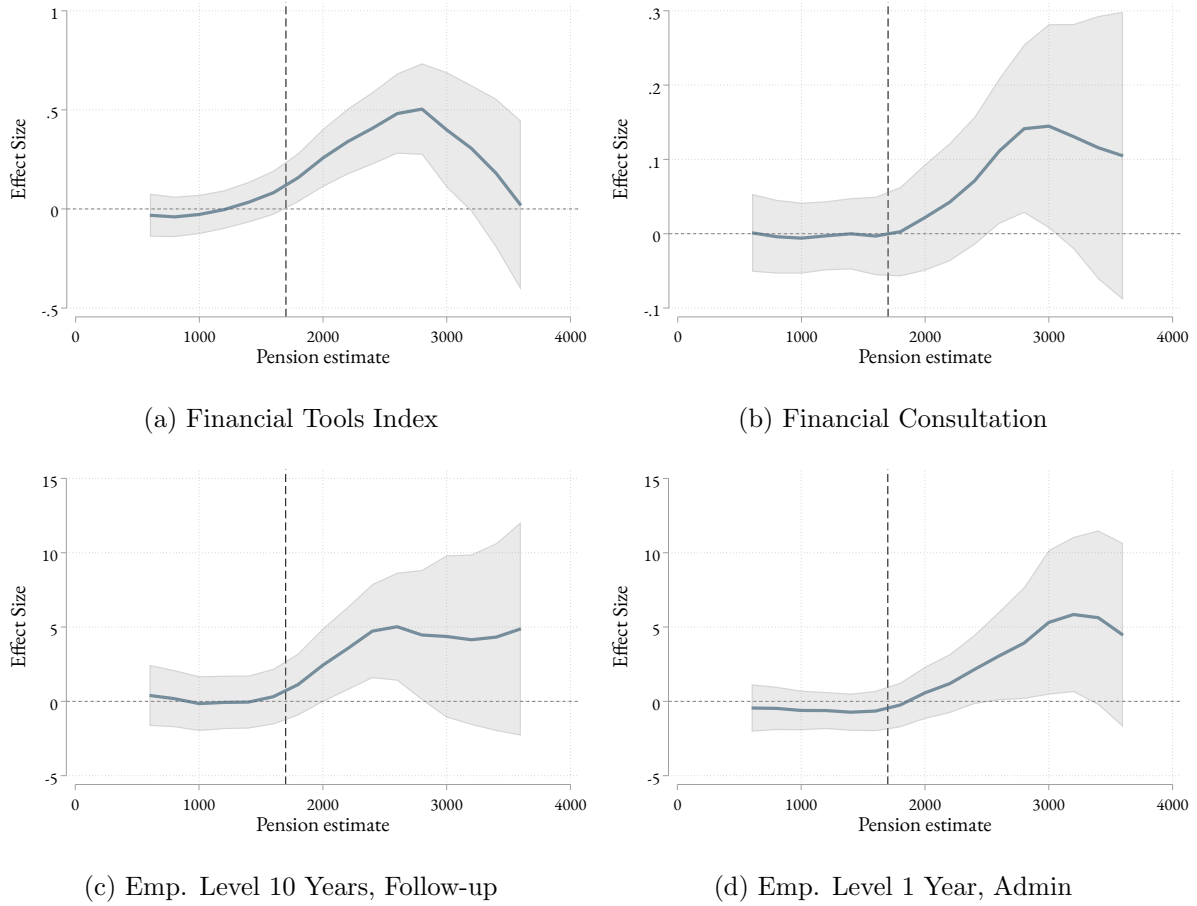 1
.5
0
-.5
Effect Size
0 1000 2000 3000 4000
Pension estimate
(a) Financial Tools Index
.3
.2
.1
0
-.1
Effect Size
0 1000 2000 3000 4000
Pension estimate
(b) Financial Consultation
15
10
5
0
-5
Effect Size
0 1000 2000 3000 4000
Pension estimate
(c) Emp. Level 10 Years, Follow-up
15
10
5
0
-5
Effect Size
0 1000 2000 3000 4000
Pension estimate
(d) Emp. Level 1 Year, Admin